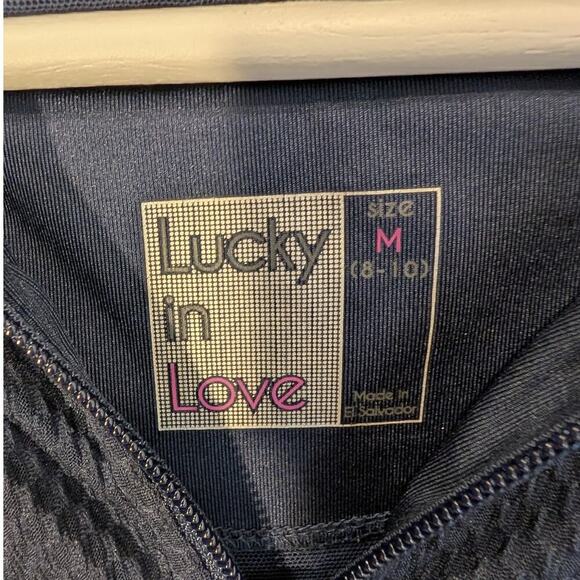 Lucky
in
Love
size
M
(8-10)
Made in
El Salvador